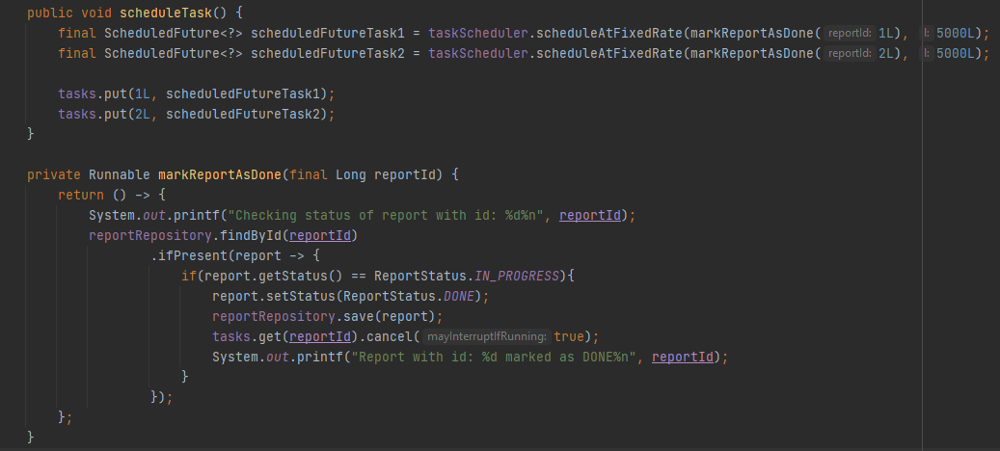 public void scheduleTask() {
final ScheduledFuture<?> scheduledFutureTask1 = taskScheduler.scheduleAtFixedRate(markReportAsDone( reportId: 1L), l: 5000L);
final ScheduledFuture<?> scheduledFutureTask2 = taskScheduler.scheduleAtFixedRate(markReportAsDone( reportId: 2L), l: 5000L);
tasks.put(1L, scheduledFutureTask1);
tasks.put(2L, scheduledFutureTask2);
}
private Runnable markReportAsDone(final Long reportId) {
return () -> {
System.out.printf("Checking status of report with id: %d%n", reportId);
reportRepository.findById(reportId)
.ifPresent(report -> {
if(report.getStatus() == ReportStatus.IN_PROGRESS){
report.setStatus(ReportStatus.DONE);
reportRepository.save(report);
tasks.get(reportId).cancel( mayInterruptIfRunning: true);
System.out.printf("Report with id: %d marked as DONE%n", reportId);
}
});
};
}